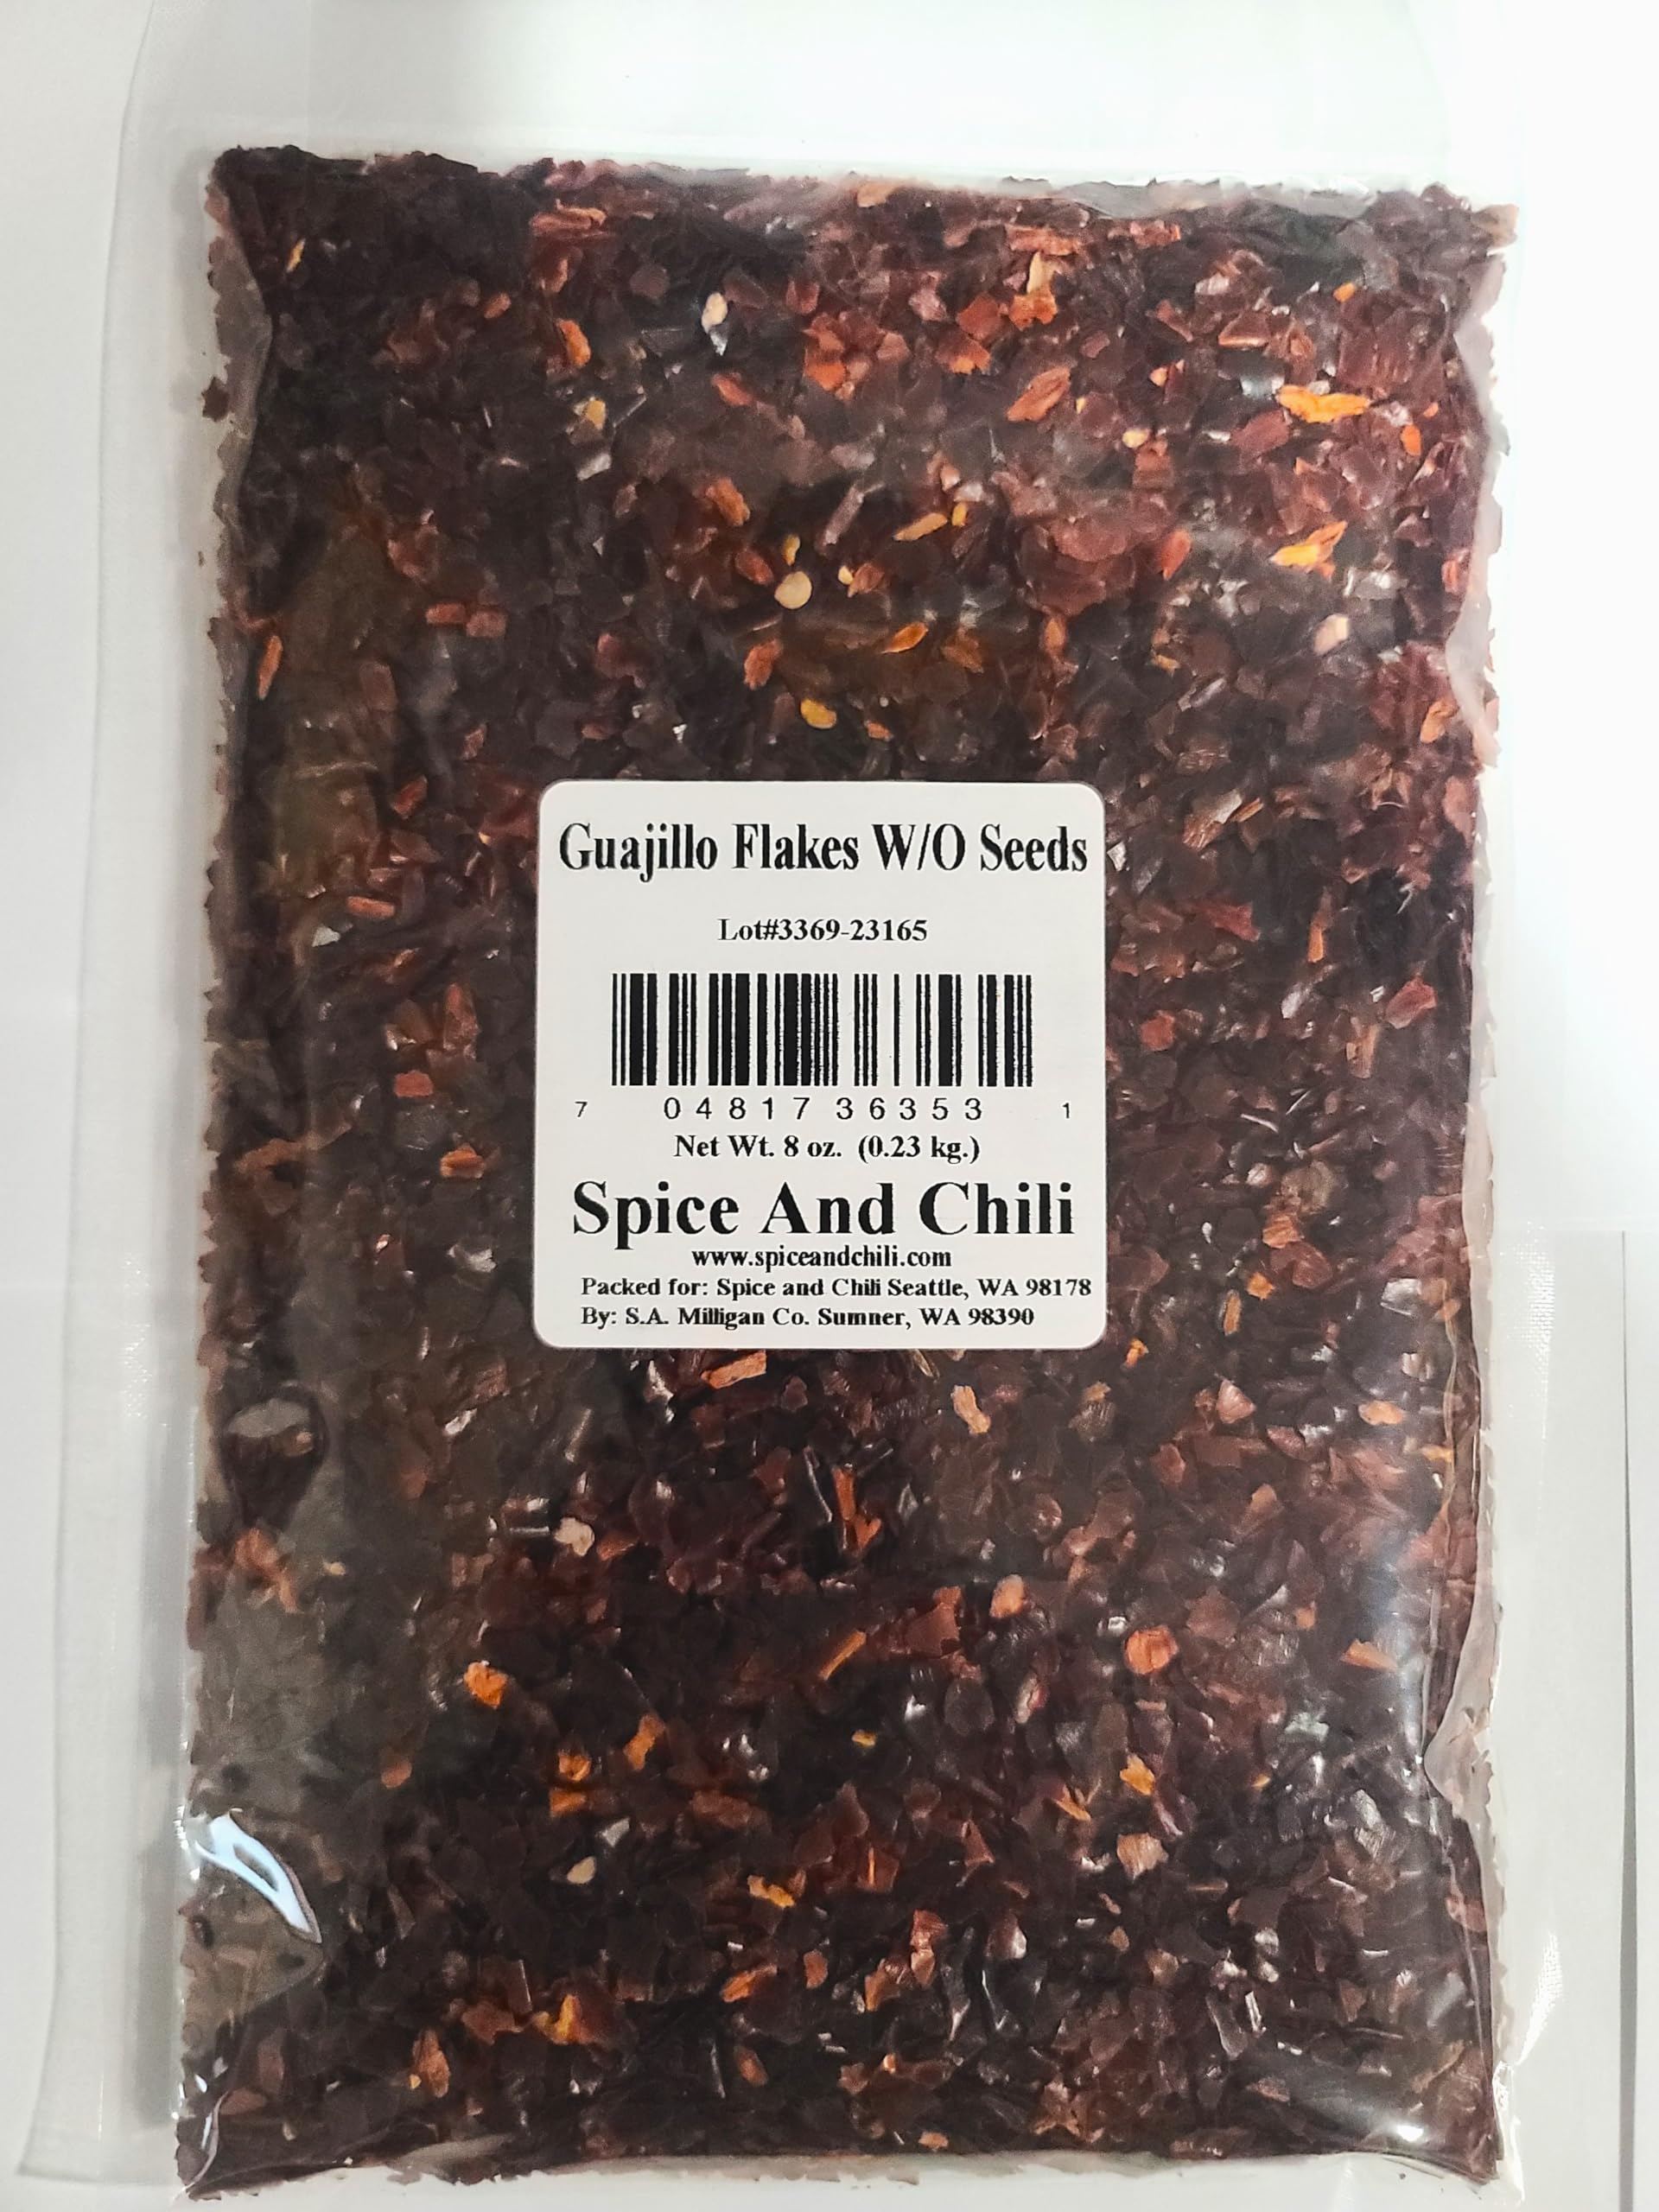 Guajillo Flakes W/O Seeds
Lot#3369-23165
7 04817 36353 1
Net Wt. 8 oz. (0.23 kg.)
Spice And Chili
www.spiceandchili.com
Packed for: Spice and Chili Seattle, WA 98178
By: S.A. Milligan Co. Sumner, WA 98390